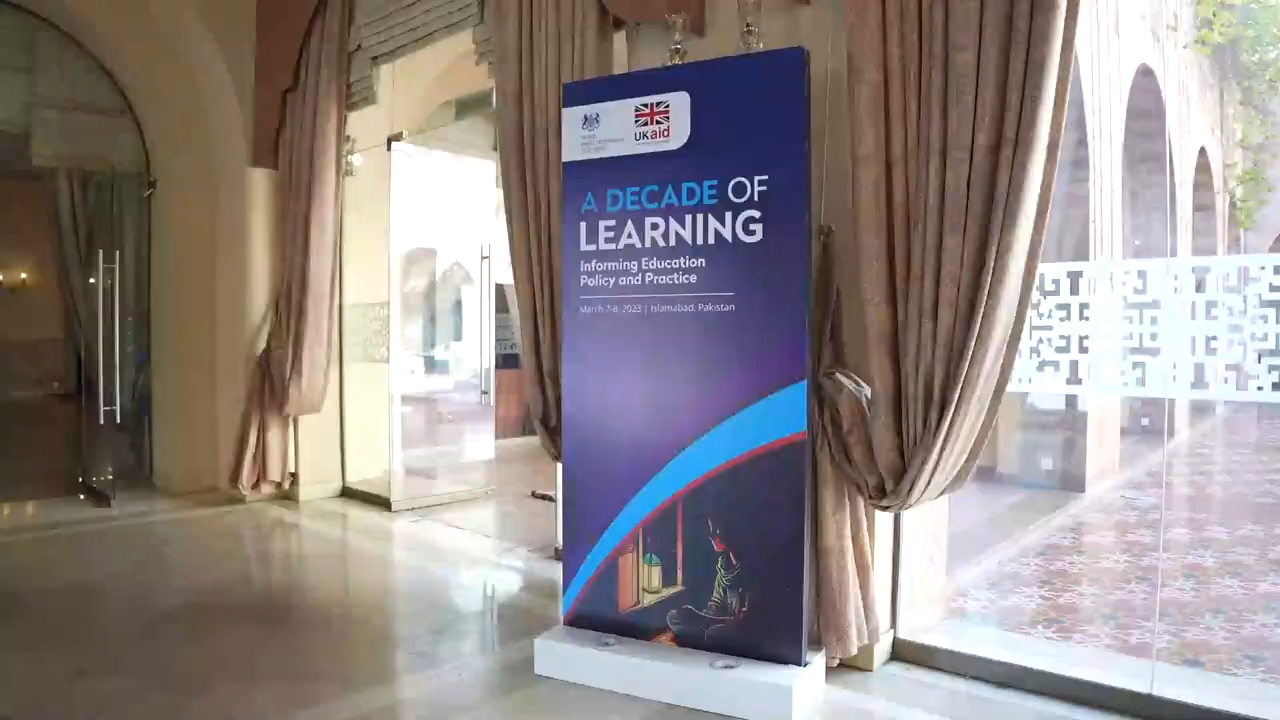 UKaid
A DECADE OF
LEARNING
Informing Education
Policy and Practice
March 7-8, 2023 | Islamabad, Pakistan